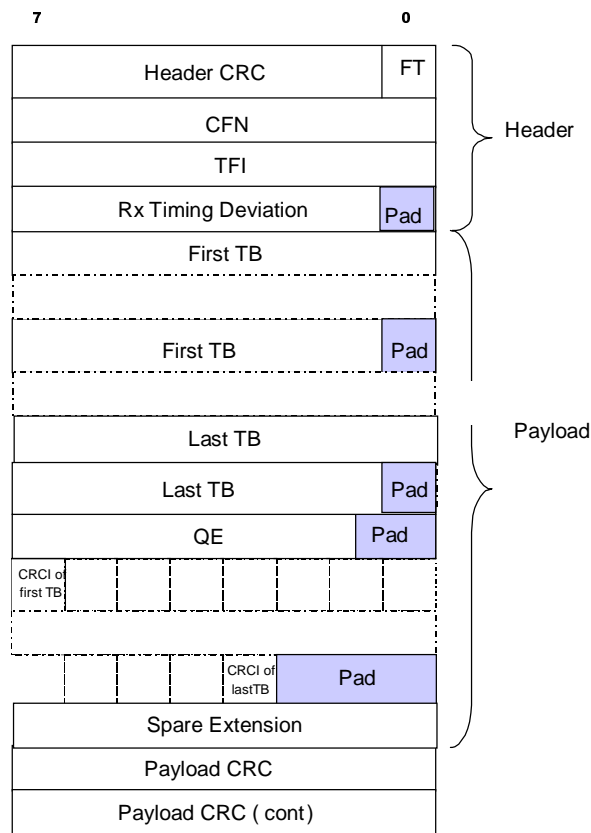 7 0
Header CRC FT
CFN
Header
TFI
Rx Timing Deviation Pad
First TB
First TB Pad
Last TB
Payload
Last TB Pad
QE Pad
CRCI of
first TB
CRCI of
lastTB
Pad
Spare Extension
Payload CRC
Payload CRC ( cont)